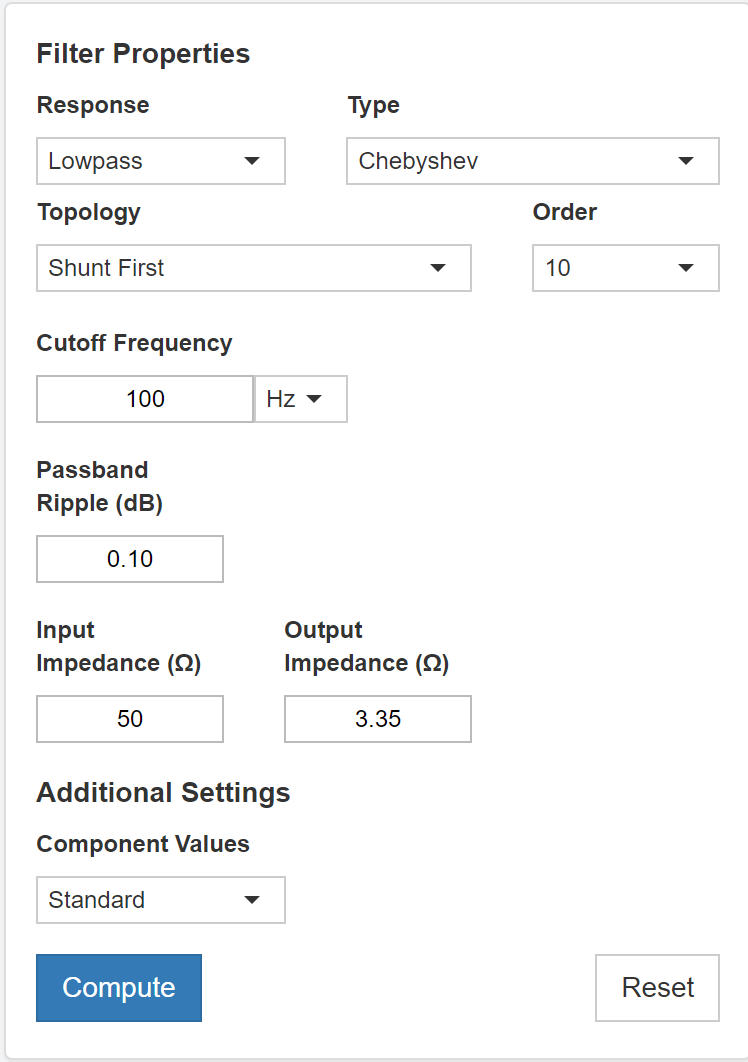 Filter Properties
Response
Type
Lowpass
Chebyshev
Topology
Order
Shunt First
10
Cutoff Frequency
100
Hz
Passband
Ripple (dB)
0.10
Input
Impedance (Ω)
Output
Impedance (Ω)
50
3.35
Additional Settings
Component Values
Standard
Compute
Reset